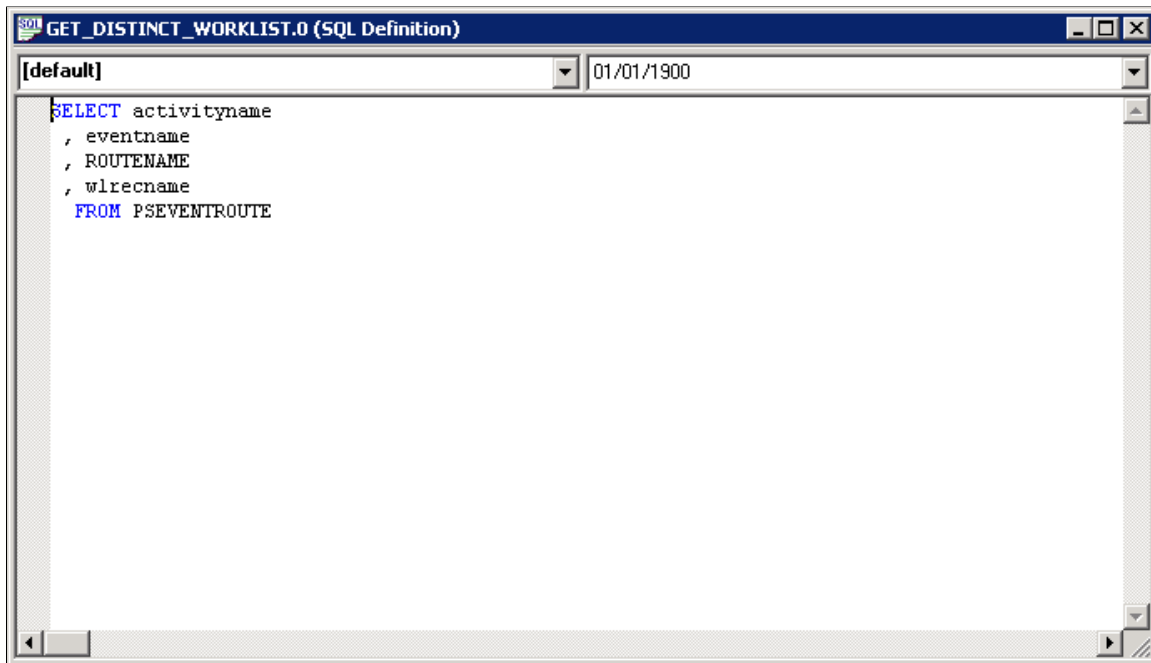 GET_DISTINCT_WORKLIST.0 (SQL Definition)
[default] 01/01/1900
SELECT activityname
, eventname
, ROUTENAME
, wlrecname
FROM PSEVENTROUTE